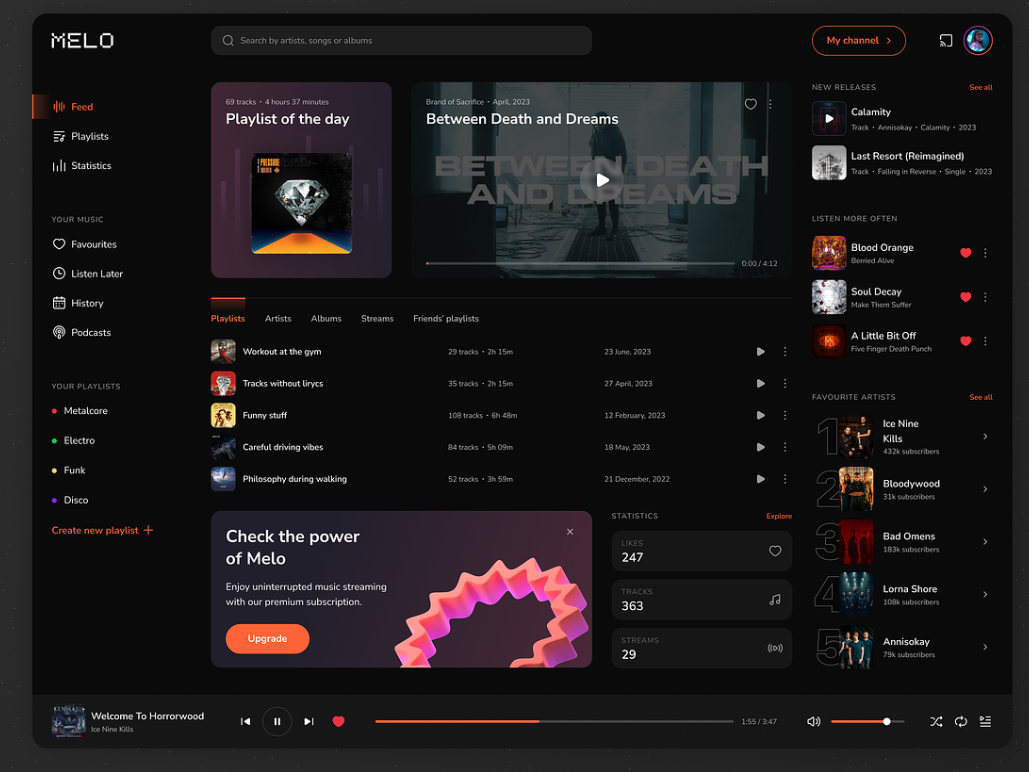 MELO
Search by artists, songs or albums
My channel
Feed
Playlists
Statistics
YOUR MUSIC
Favourites
Listen Later
History
Podcasts
YOUR PLAYLISTS
Metalcore
Electro
Funk
Disco
Create new playlist
69 tracks • 4 hours 37 minutes
Playlist of the day
PRESSURE
Brand of Sacrifice • April, 2023
Between Death and Dreams
BETWEEN DEATH
AND DREAMS
0:00 / 4:12
Playlists Artists Albums Streams Friends' playlists
Workout at the gym 29 tracks • 2h 15m 23 June, 2023
Tracks without lirycs 35 tracks • 2h 15m 27 April, 2023
Funny stuff 108 tracks • 6h 48m 12 February, 2023
Careful driving vibes 84 tracks • 5h 09m 18 May, 2023
Philosophy during walking 52 tracks • 3h 59m 21 December, 2022
Check the power
of Melo
Enjoy uninterrupted music streaming
with our premium subscription.
Upgrade
STATISTICS Explore
LIKES
247
TRACKS
363
STREAMS
29
NEW RELEASES See all
Calamity
Track • Annisokay • Calamity • 2023
Last Resort (Reimagined)
Track • Falling in Reverse • Single • 2023
LISTEN MORE OFTEN
Blood Orange
Berried Alive
Soul Decay
Make Them Suffer
A Little Bit Off
Five Finger Death Punch
FAVOURITE ARTISTS See all
1
Ice Nine
Kills
432k subscribers
2
Bloodywood
31k subscribers
3
Bad Omens
183k subscribers
4
Lorna Shore
108k subscribers
5
Annisokay
79k subscribers
Welcome To Horrorwood
Ice Nine Kills
1:55 / 3:47